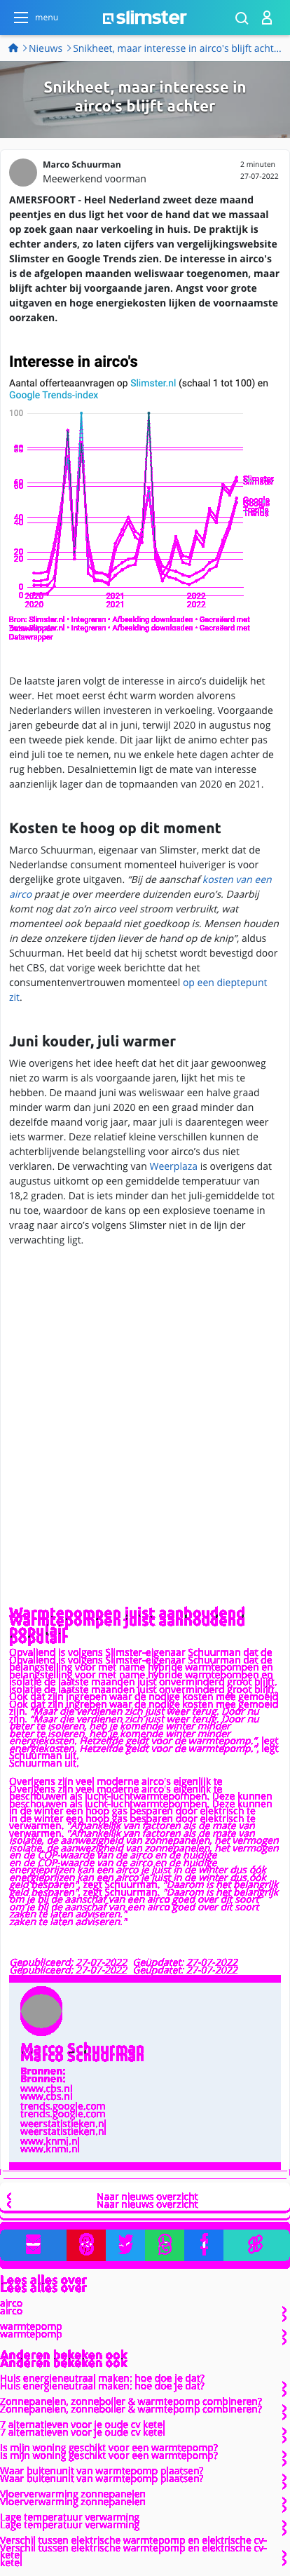 menu
slimster
Nieuws
Snikheet, maar interesse in airco's blijft acht...
Snikheet, maar interesse in
airco's blijft achter
Marco Schuurman
Meewerkend voorman
2 minuten
27-07-2022
AMERSFOORT - Heel Nederland zweet deze maand
peentjes en dus ligt het voor de hand dat we massaal
op zoek gaan naar verkoeling in huis. De praktijk is
echter anders, zo laten cijfers van vergelijkingswebsite
Slimster en Google Trends zien. De interesse in airco's
is de afgelopen maanden weliswaar toegenomen, maar
blijft achter bij voorgaande jaren. Angst voor grote
uitgaven en hoge energiekosten lijken de voornaamste
oorzaken.
Interesse in airco's
Aantal offerteaanvragen op Slimster.nl (schaal 1 tot 100) en
Google Trends-index
100
80
60
40
20
0
Slimster
Google
Trends
2020
2021
2022
Bron: Slimster.nl • Integreren • Afbeelding downloaden • Gecreëerd met
Datawrapper
De laatste jaren volgt de interesse in airco's duidelijk het
weer. Het moet eerst écht warm worden alvorens
Nederlanders willen investeren in verkoeling. Voorgaande
jaren gebeurde dat al in juni, terwijl 2020 in augustus nog
een tweede piek kende. Dit jaar lijkt de animo echter pas
eind juli toe te nemen, nu we enkele hete dagen achter de
rug hebben. Desalniettemin ligt de mate van interesse
aanzienlijk lager dan de topmaanden van 2020 en 2021.
Kosten te hoog op dit moment
Marco Schuurman, eigenaar van Slimster, merkt dat de
Nederlandse consument momenteel huiveriger is voor
dergelijke grote uitgaven. "Bij de aanschaf kosten van een
airco praat je over meerdere duizenden euro's. Daarbij
komt nog dat zo'n airco veel stroom verbruikt, wat
momenteel ook bepaald niet goedkoop is. Mensen houden
in deze onzekere tijden liever de hand op de knip", aldus
Schuurman. Het beeld dat hij schetst wordt bevestigd door
het CBS, dat vorige week berichtte dat het
consumentenvertrouwen momenteel op een dieptepunt
zit.
Juni kouder, juli warmer
Wie overigens het idee heeft dat het dit jaar gewoonweg
niet zo warm is als voorgaande jaren, lijkt het mis te
hebben. De maand juni was weliswaar een halve graad
minder warm dan juni 2020 en een graad minder dan
dezelfde maand vorig jaar, maar juli is daarentegen weer
iets warmer. Deze relatief kleine verschillen kunnen de
achterblijvende belangstelling voor airco's dus niet
verklaren. De verwachting van Weerplaza is overigens dat
augustus uitkomt op een gemiddelde temperatuur van
18,2 graden. Dat is iets minder dan het juli-gemiddelde tot
nu toe, waardoor de kans op een explosieve toename in
vraag naar airco's volgens Slimster niet in de lijn der
verwachting ligt.
Warmtepompen juist aanhoudend
populair
Opvallend is volgens Slimster-eigenaar Schuurman dat de
belangstelling voor met name hybride warmtepompen en
isolatie de laatste maanden juist onverminderd groot blijft.
Ook dat zijn ingrepen waar de nodige kosten mee gemoeid
zijn. "Maar die verdienen zich juist weer terug. Door nu
beter te isoleren, heb je komende winter minder
energiekosten. Hetzelfde geldt voor de warmtepomp.", legt
Schuurman uit.
Overigens zijn veel moderne airco's eigenlijk te
beschouwen als lucht-luchtwarmtepompen. Deze kunnen
in de winter een hoop gas besparen door elektrisch te
verwarmen. "Afhankelijk van factoren als de mate van
isolatie, de aanwezigheid van zonnepanelen, het vermogen
en de COP-waarde van de airco en de huidige
energieprijzen kan een airco je juist in de winter dus óók
geld besparen", zegt Schuurman. "Daarom is het belangrijk
om je bij de aanschaf van een airco goed over dit soort
zaken te laten adviseren."
Gepubliceerd: 27-07-2022 Geüpdatet: 27-07-2022
Marco Schuurman
Bronnen:
www.cbs.nl
trends.google.com
weerstatistieken.nl
www.knmi.nl
Naar nieuws overzicht
Lees alles over
airco
warmtepomp
Anderen bekeken ook
Huis energieneutraal maken: hoe doe je dat?
Zonnepanelen, zonneboiler & warmtepomp combineren?
7 alternatieven voor je oude cv ketel
Is mijn woning geschikt voor een warmtepomp?
Waar buitenunit van warmtepomp plaatsen?
Vloerverwarming zonnepanelen
Lage temperatuur verwarming
Verschil tussen elektrische warmtepomp en elektrische cv-
ketel